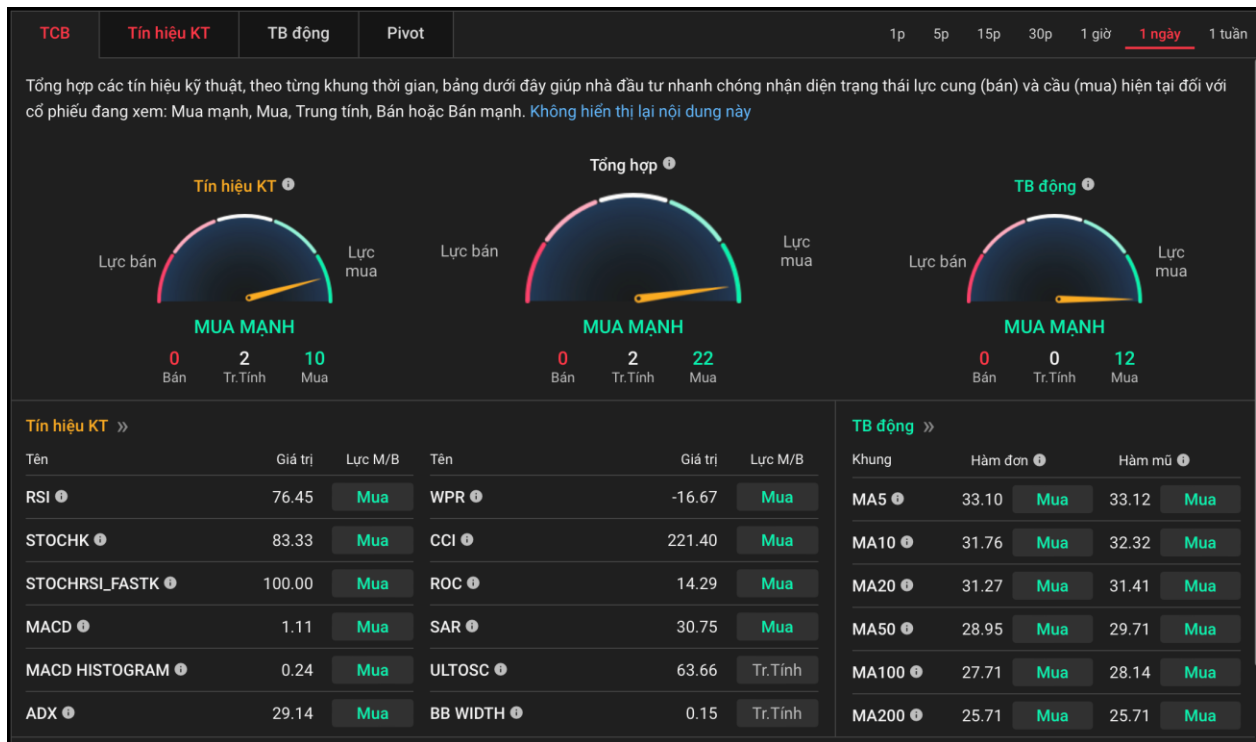 TCB Tín hiệu KT TB động Pivot 1p 5p 15p 30p 1 giờ 1 ngày 1 tuần
Tổng hợp các tín hiệu kỹ thuật, theo từng khung thời gian, bảng dưới đây giúp nhà đầu tư nhanh chóng nhận diện trạng thái lực cung (bán) và cầu (mua) hiện tại đối với
cổ phiếu đang xem: Mua mạnh, Mua, Trung tính, Bán hoặc Bán mạnh. Không hiển thị lại nội dung này
Tín hiệu KT
Lực bán
Lực
mua
MUA MẠNH
0 2 10
Bán Tr.Tính Mua
Tổng hợp
Lực bán
Lực
mua
MUA MẠNH
0 2 22
Bán Tr.Tính Mua
TB động
Lực bán
Lực
mua
MUA MẠNH
0 0 12
Bán Tr.Tính Mua
Tín hiệu KT »
Tên Giá trị Lực M/B Tên Giá trị Lực M/B
RSI 76.45 Mua WPR -16.67 Mua
STOCHK 83.33 Mua CCI 221.40 Mua
STOCHRSI_FASTK 100.00 Mua ROC 14.29 Mua
MACD 1.11 Mua SAR 30.75 Mua
MACD HISTOGRAM 0.24 Mua ULTOSC 63.66 Tr.Tính
ADX 29.14 Mua BB WIDTH 0.15 Tr.Tính
TB động »
Khung Hàm đơn Hàm mũ
MA5 33.10 Mua 33.12 Mua
MA10 31.76 Mua 32.32 Mua
MA20 31.27 Mua 31.41 Mua
MA50 28.95 Mua 29.71 Mua
MA100 27.71 Mua 28.14 Mua
MA200 25.71 Mua 25.71 Mua